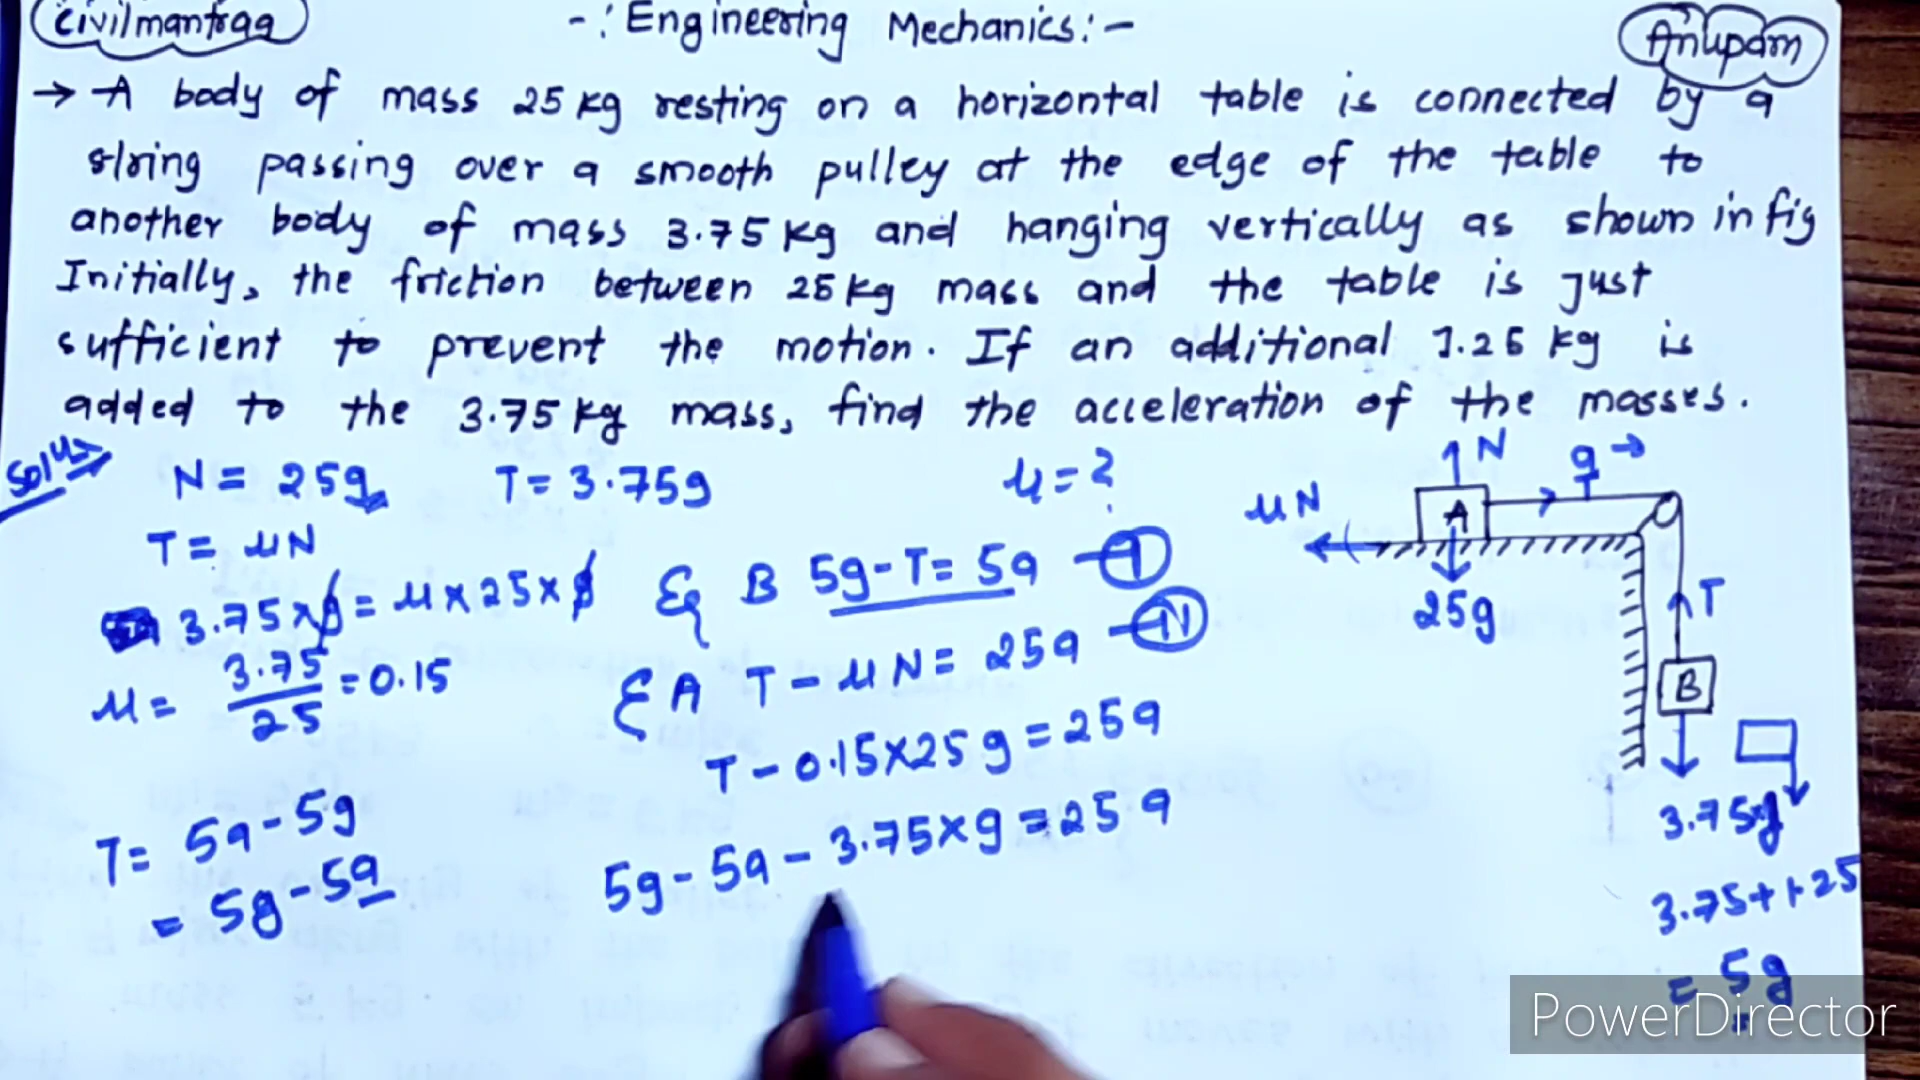 Civilmantraa
-: Engineering Mechanics:-
Anupam
→ A body of mass 25 kg resting on a horizontal table is connected by a
string passing over a smooth pulley at the edge of the table to
another body of mass 3.75 kg and hanging vertically as shown in fig
Initially, the friction between 25 kg mass and the table is just
sufficient to prevent the motion. If an additional 1.25 kg is
added to the 3.75 kg mass, find the acceleration of the masses.
Soln
N = 25g T = 3.75g μ = ?
T = μN
3.75×g = μ×25×g
μ = 3.75/25 = 0.15
T = 5a - 5g
= 5g - 5a
Eq B 5g - T = 5a - I
Eq A T - μN = 25a - II
T - 0.15×25g = 25a
5g - 5a - 3.75×g = 25a
N
a →
μN
A
T
25g
T
B
3.75g
3.75+1.25
= 5g
PowerDirector